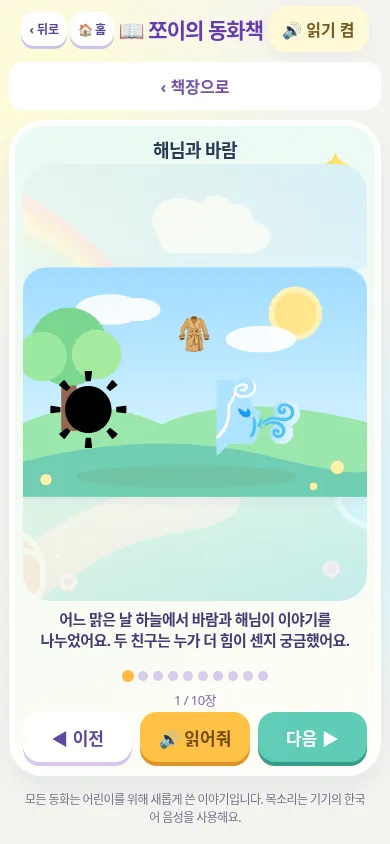 ‹ 뒤로
🏠 홈
📖 쪼이의 동화책
🔊 읽기 켬
‹ 책장으로
해님과 바람
어느 맑은 날 하늘에서 바람과 해님이 이야기를
나누었어요. 두 친구는 누가 더 힘이 센지 궁금했어요.
1 / 10장
◀ 이전
🔊 읽어줘
다음 ▶
모든 동화는 어린이를 위해 새롭게 쓴 이야기입니다. 목소리는 기기의 한국
어 음성을 사용해요.